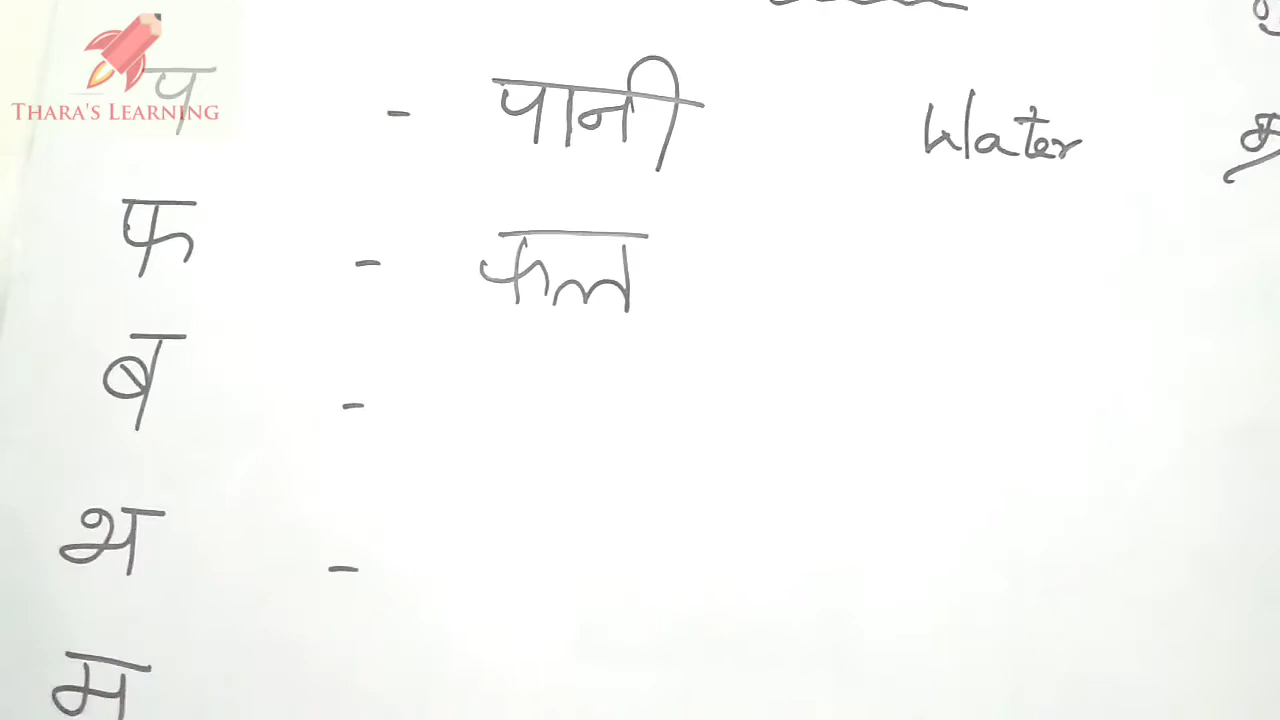 प - पानी Water
THARA'S LEARNING
फ - फल
ब -
भ -
म